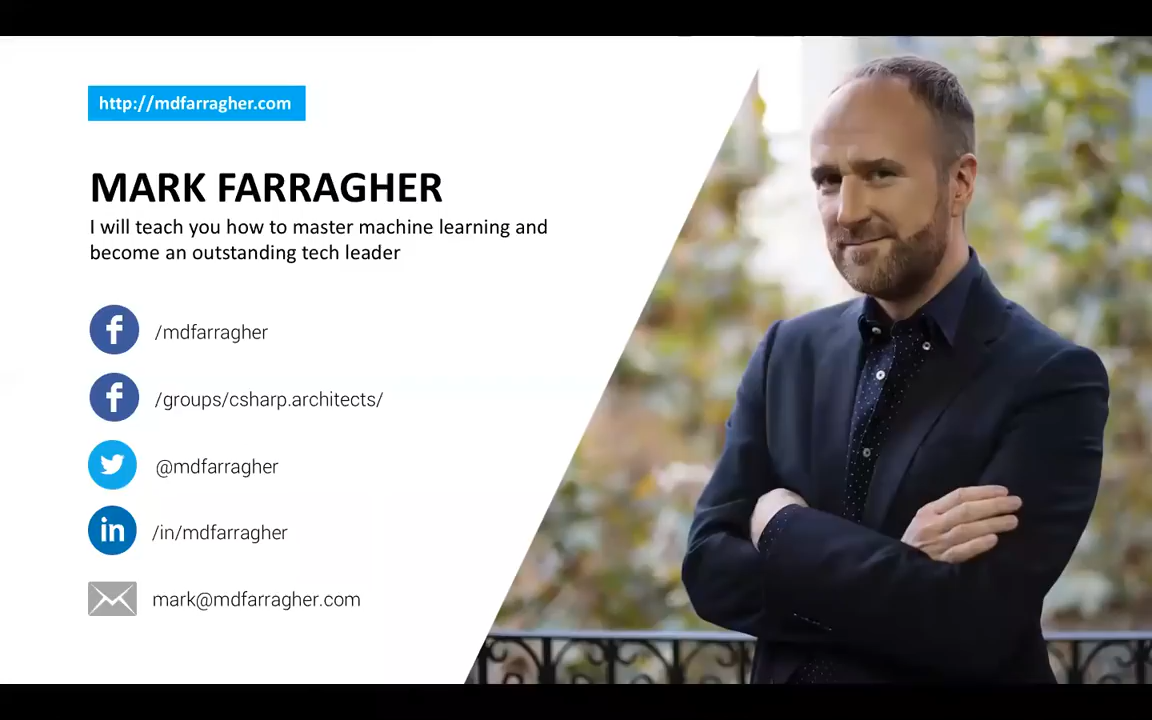 http://mdfarragher.com
MARK FARRAGHER
I will teach you how to master machine learning and
become an outstanding tech leader
/mdfarragher
/groups/csharp.architects/
@mdfarragher
/in/mdfarragher
mark@mdfarragher.com